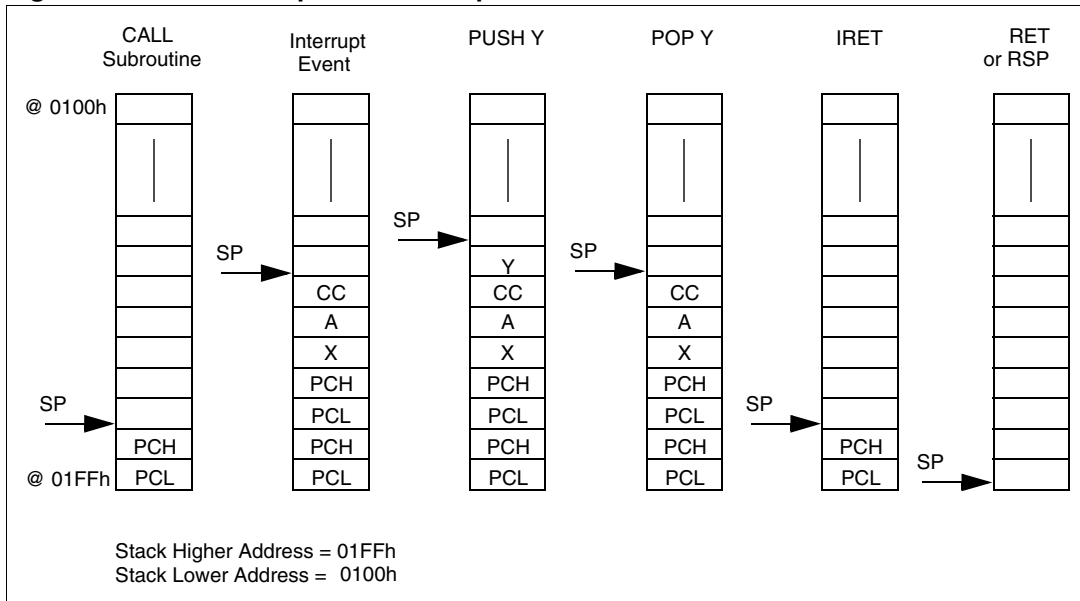 CALL
Subroutine
Interrupt
Event
PUSH Y
POP Y
IRET
RET
or RSP
@ 0100h
SP
SP
SP
Y
CC
CC
CC
A
A
A
X
X
X
PCH
PCH
PCH
SP
SP
PCL
PCL
PCL
PCH
PCH
PCH
PCH
PCH
SP
@ 01FFh
PCL
PCL
PCL
PCL
PCL
Stack Higher Address = 01FFh
Stack Lower Address = 0100h